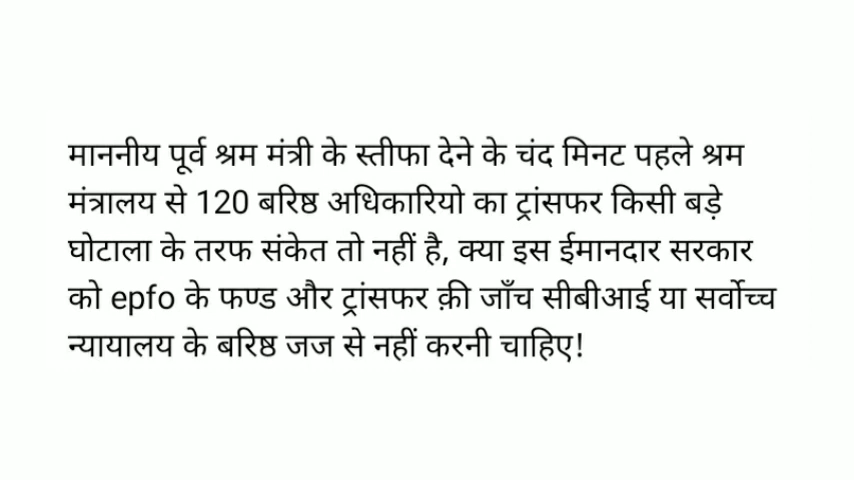 माननीय पूर्व श्रम मंत्री के स्तीफा देने के चंद मिनट पहले श्रम
मंत्रालय से 120 बरिष्ठ अधिकारियो का ट्रांसफर किसी बड़े
घोटाला के तरफ संकेत तो नहीं है, क्या इस ईमानदार सरकार
को epfo के फण्ड और ट्रांसफर क़ी जाँच सीबीआई या सर्वोच्च
न्यायालय के बरिष्ठ जज से नहीं करनी चाहिए!